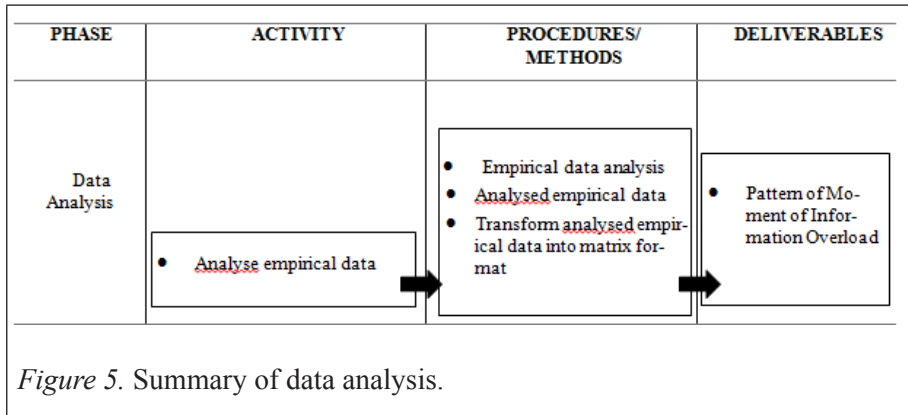 PHASE ACTIVITY PROCEDURES/ DELIVERABLES
METHODS
Data
Analysis
● Analyse empirical data
● Empirical data analysis
● Analysed empirical data
● Transform analysed empir-
ical data into matrix for-
mat
● Pattern of Mo-
ment of Infor-
mation Overload
Figure 5. Summary of data analysis.